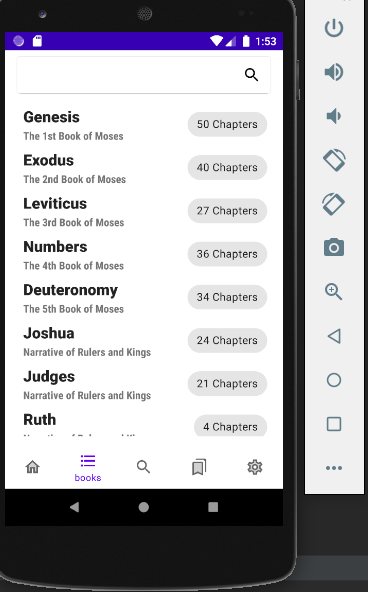 1:53
Genesis
The 1st Book of Moses
50 Chapters
Exodus
The 2nd Book of Moses
40 Chapters
Leviticus
The 3rd Book of Moses
27 Chapters
Numbers
The 4th Book of Moses
36 Chapters
Deuteronomy
The 5th Book of Moses
34 Chapters
Joshua
Narrative of Rulers and Kings
24 Chapters
Judges
Narrative of Rulers and Kings
21 Chapters
Ruth
4 Chapters
books